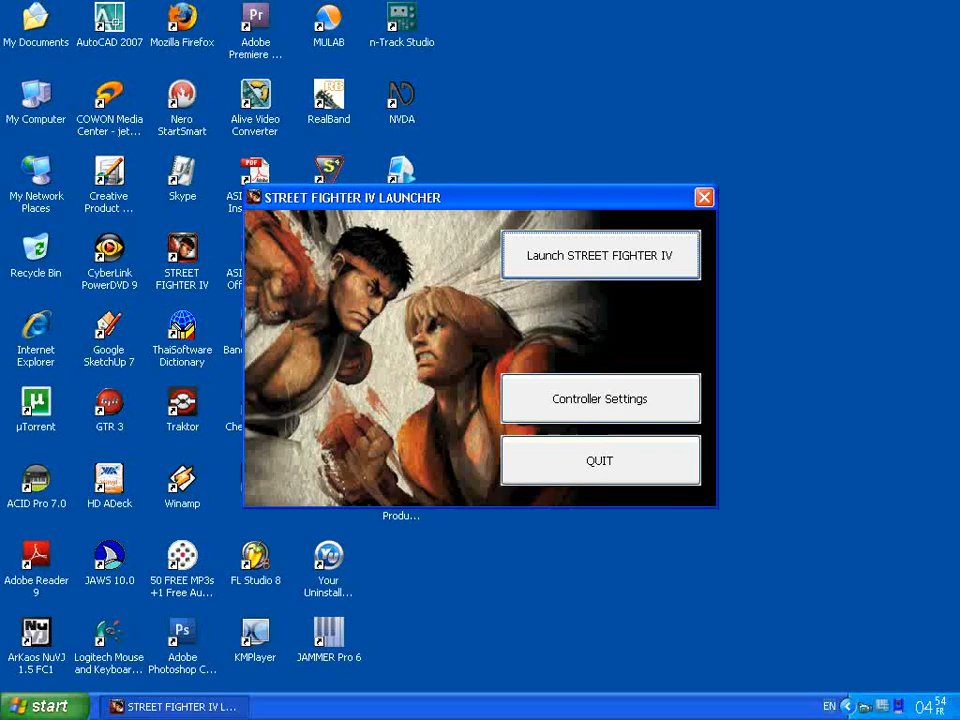 My Documents
AutoCAD 2007
Mozilla Firefox
Adobe
Premiere ...
MULAB
n-Track Studio
My Computer
COWON Media
Center - jet...
Nero
StartSmart
Alive Video
Converter
RealBand
NVDA
My Network
Places
Creative
Product ...
Skype
STREET FIGHTER IV LAUNCHER
Launch STREET FIGHTER IV
Controller Settings
QUIT
Recycle Bin
CyberLink
PowerDVD 9
STREET
FIGHTER IV
Internet
Explorer
Google
SketchUp 7
ThaiSoftware
Dictionary
µTorrent
GTR 3
Traktor
ACID Pro 7.0
HD ADeck
Winamp
Produ...
Adobe Reader
9
JAWS 10.0
50 FREE MP3s
+1 Free Au...
FL Studio 8
Your
Uninstall...
ArKaos NuVJ
1.5 FC1
Logitech Mouse
and Keyboar...
Adobe
Photoshop C...
KMPlayer
JAMMER Pro 6
start
STREET FIGHTER IV L...
EN
04 54
FR